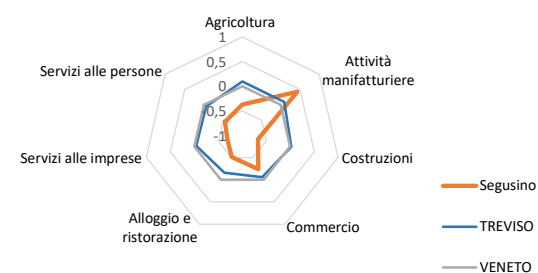 Agricoltura
1
0,5
0
-0,5
-1
Attività
manifatturiere
Costruzioni
Commercio
Alloggio e
ristorazione
Servizi alle imprese
Servizi alle persone
Segusino
TREVISO
VENETO